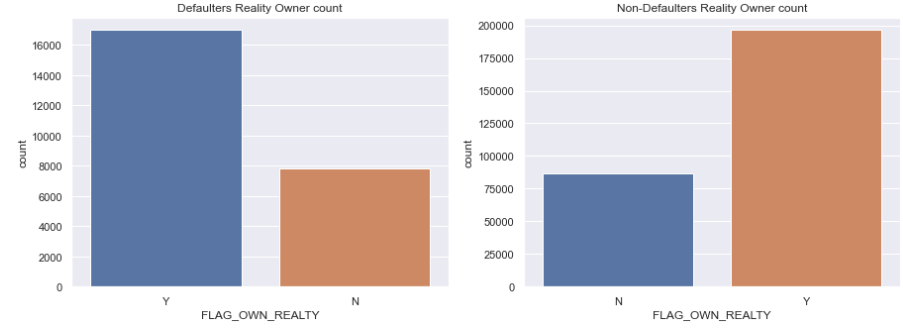 Defaulters Reality Owner count
16000
14000
12000
10000
8000
6000
4000
2000
0
count
Y N
FLAG_OWN_REALTY
Non-Defaulters Reality Owner count
200000
175000
150000
125000
100000
75000
50000
25000
0
count
N Y
FLAG_OWN_REALTY